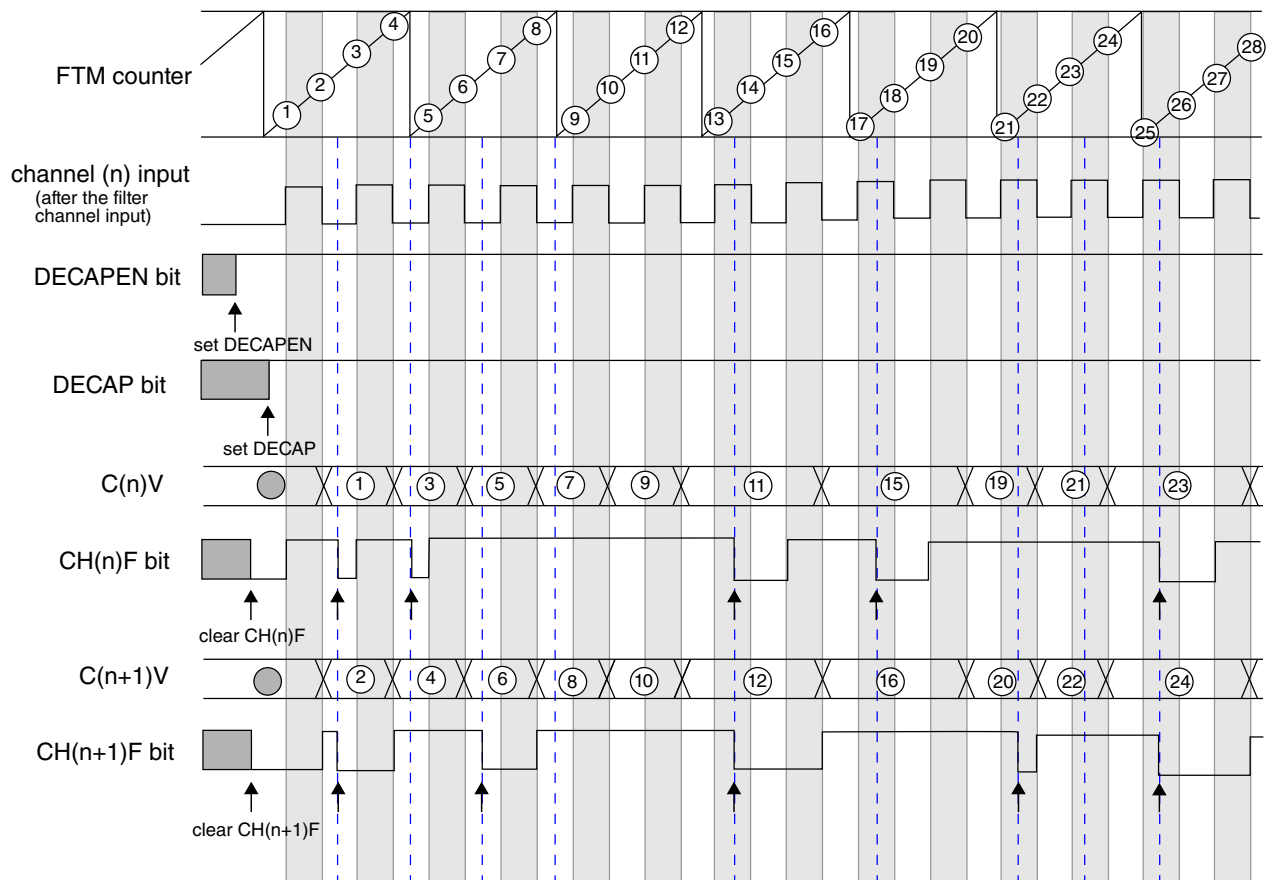 FTM counter
1 2 3 4 5 6 7 8 9 10 11 12 13 14 15 16 17 18 19 20 21 22 23 24 25 26 27 28
channel (n) input
(after the filter
channel input)
DECAPEN bit
set DECAPEN
DECAP bit
set DECAP
C(n)V 1 3 5 7 9 11 15 19 21 23
CH(n)F bit
clear CH(n)F
C(n+1)V 2 4 6 8 10 12 16 20 22 24
CH(n+1)F bit
clear CH(n+1)F